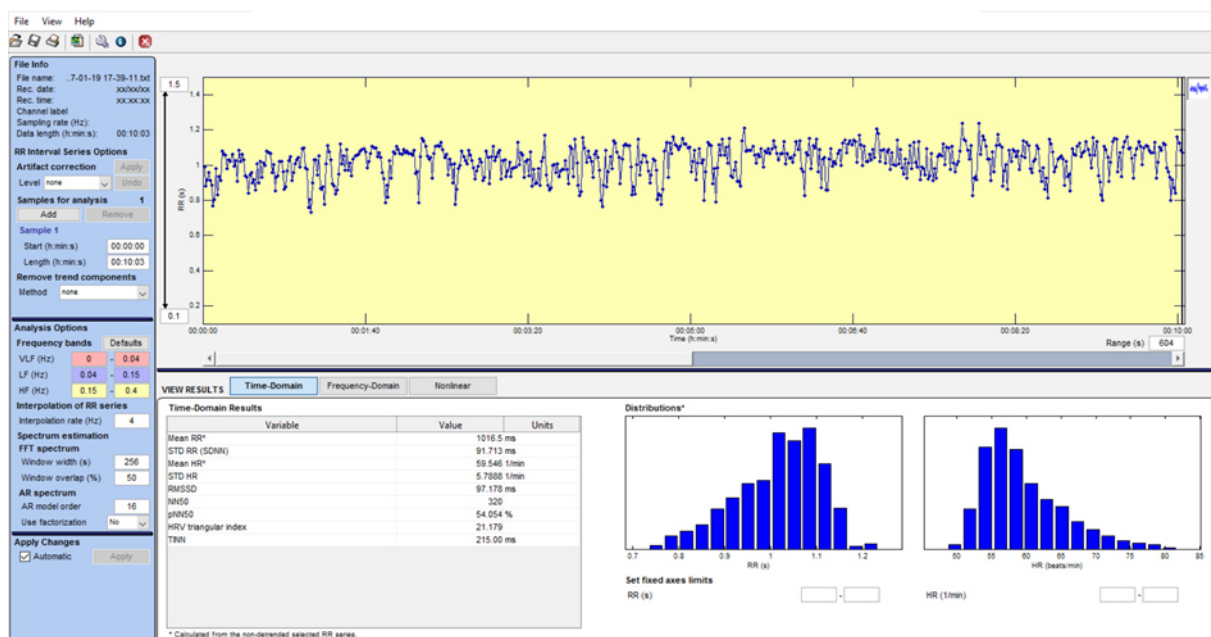 File View Help
File Info
File name: ..7-01-19 17-39-11.txt
Rec. date: xx/xx/xx
Rec. time: xx:xx:xx
Channel label
Sampling rate (Hz):
Data length (h:min:s): 00:10:03
RR Interval Series Options
Artifact correction Apply
Level none Undo
Samples for analysis 1
Add Remove
Sample 1
Start (h:min:s) 00:00:00
Length (h:min:s) 00:10:03
Remove trend components
Method none
Analysis Options
Frequency bands Defaults
VLF (Hz) 0 - 0.04
LF (Hz) 0.04 - 0.15
HF (Hz) 0.15 - 0.4
Interpolation of RR series
Interpolation rate (Hz) 4
Spectrum estimation
FFT spectrum
Window width (s) 256
Window overlap (%) 50
AR spectrum
AR model order 16
Use factorization No
Apply Changes
Automatic Apply
1.5
1.4
1.2
1
0.8
0.6
0.4
0.2
0.1
RR (s)
00:00:00 00:01:40 00:03:20 00:05:00 00:06:40 00:08:20 00:10:00
Time (h:min:s)
Range (s) 604
VIEW RESULTS Time-Domain Frequency-Domain Nonlinear
Time-Domain Results
Variable Value Units
Mean RR* 1016.5 ms
STD RR (SDNN) 91.713 ms
Mean HR* 59.546 1/min
STD HR 5.7888 1/min
RMSSD 97.178 ms
NN50 320
pNN50 54.054 %
HRV triangular index 21.179
TINN 215.00 ms
* Calculated from the non-detrended selected RR series.
Distributions*
0.7 0.8 0.9 1 1.1 1.2
RR (s)
50 55 60 65 70 75 80 85
HR (beats/min)
Set fixed axes limits
RR (s) -
HR (1/min) -